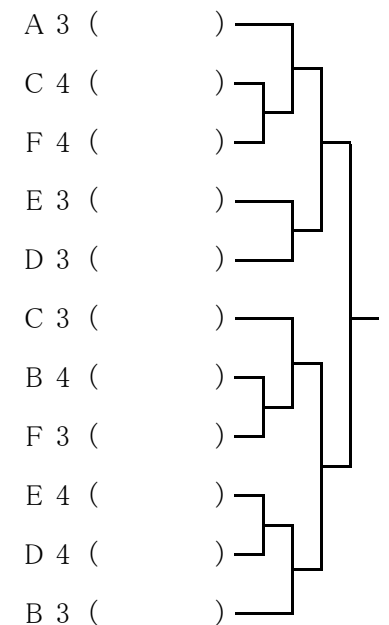 A 3 ( )
C 4 ( )
F 4 ( )
E 3 ( )
D 3 ( )
C 3 ( )
B 4 ( )
F 3 ( )
E 4 ( )
D 4 ( )
B 3 ( )